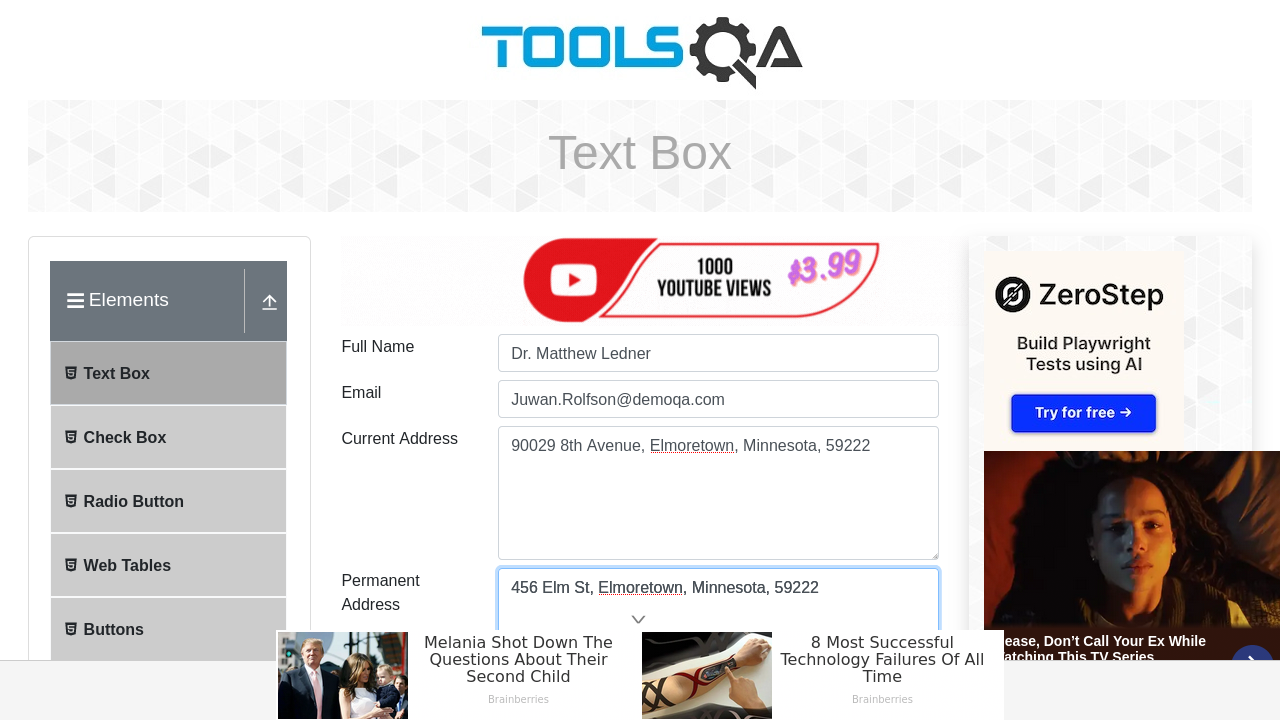 TOOLSQA
Text Box
Elements
Text Box
Check Box
Radio Button
Web Tables
Buttons
1000
YOUTUBE VIEWS
$3.99
Full Name
Dr. Matthew Ledner
Email
Juwan.Rolfson@demoqa.com
Current Address
90029 8th Avenue, Elmoretown, Minnesota, 59222
Permanent
Address
456 Elm St, Elmoretown, Minnesota, 59222
ZeroStep
Build Playwright
Tests using AI
Try for free →
Don’t Call Your Ex While
This TV Series
Melania Shot Down The
Questions About Their
Second Child
Brainberries
8 Most Successful
Technology Failures Of All
Time
Brainberries